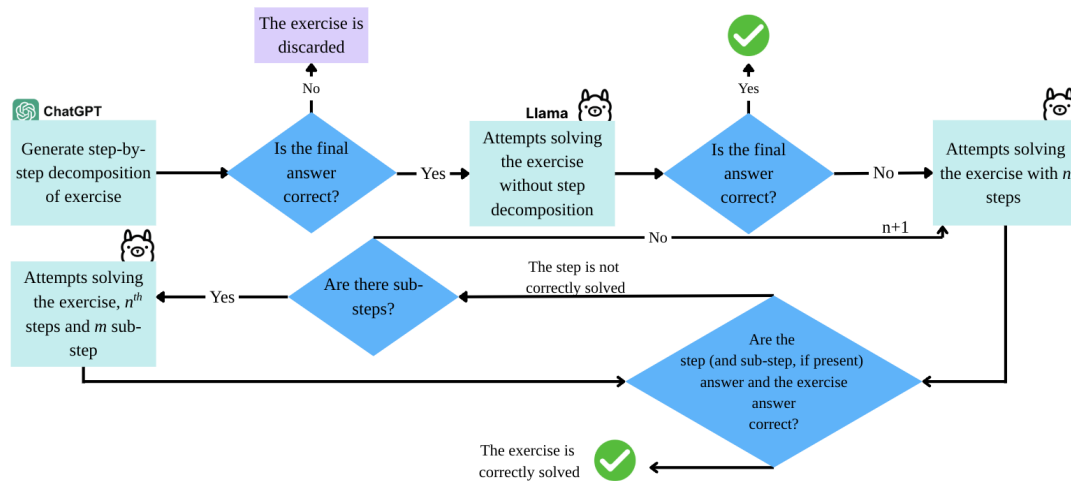 The exercise is
discarded
No
Yes
ChatGPT
Generate step-by-
step decomposition
of exercise
Is the final
answer
correct?
Yes
Llama
Attempts solving
the exercise
without step
decomposition
Is the final
answer
correct?
No
Attempts solving
the exercise with n
steps
n+1
No
Attempts solving
the exercise, nth
steps and m sub-
step
Yes
Are there sub-
steps?
The step is not
correctly solved
Are the
step (and sub-step, if present)
answer and the exercise
answer
correct?
The exercise is
correctly solved